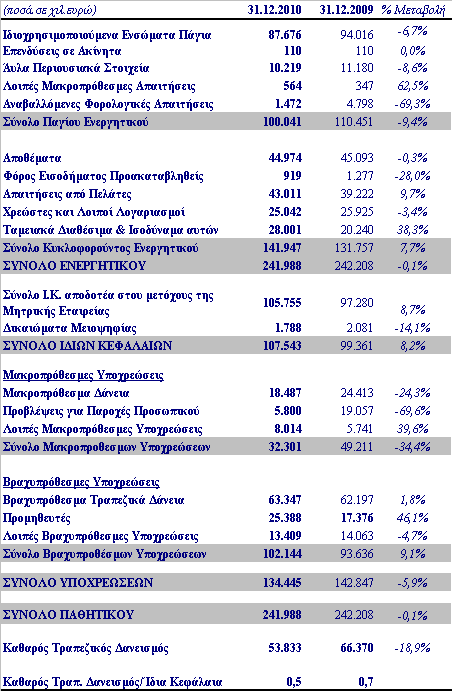 (ποσά σε χιλ.ευρώ) 31.12.2010 31.12.2009 % Μεταβολή
Ιδιοχρησιμοποιούμενα Ενσώματα Πάγια 87.676 94.016 -6,7%
Επενδύσεις σε Ακίνητα 110 110 0,0%
Άυλα Περιουσιακά Στοιχεία 10.219 11.180 -8,6%
Λοιπές Μακροπρόθεσμες Απαιτήσεις 564 347 62,5%
Αναβαλλόμενες Φορολογικές Απαιτήσεις 1.472 4.798 -69,3%
Σύνολο Παγίου Ενεργητικού 100.041 110.451 -9,4%
Αποθέματα 44.974 45.093 -0,3%
Φόρος Εισοδήματος Προακαταβληθείς 919 1.277 -28,0%
Απαιτήσεις από Πελάτες 43.011 39.222 9,7%
Χρεώστες και Λοιποί Λογαριασμοί 25.042 25.925 -3,4%
Ταμειακά Διαθέσιμα & Ισοδύναμα αυτών 28.001 20.240 38,3%
Σύνολο Κυκλοφορούντος Ενεργητικού 141.947 131.757 7,7%
ΣΥΝΟΛΟ ΕΝΕΡΓΗΤΙΚΟΥ 241.988 242.208 -0,1%
Σύνολο Ι.Κ. αποδοτέα στου μετόχους της
Μητρικής Εταιρείας 105.755 97.280 8,7%
Δικαιώματα Μειοψηφίας 1.788 2.081 -14,1%
ΣΥΝΟΛΟ ΙΔΙΩΝ ΚΕΦΑΛΑΙΩΝ 107.543 99.361 8,2%
Μακροπρόθεσμες Υποχρεώσεις
Μακροπρόθεσμα Δάνεια 18.487 24.413 -24,3%
Προβλέψεις για Παροχές Προσωπικού 5.800 19.057 -69,6%
Λοιπές Μακροπρόθεσμες Υποχρεώσεις 8.014 5.741 39,6%
Σύνολο Μακροπροθεσμων Υποχρεώσεων 32.301 49.211 -34,4%
Βραχυπρόθεσμες Υποχρεώσεις
Βραχυπρόθεσμα Τραπεζικά Δάνεια 63.347 62.197 1,8%
Προμηθευτές 25.388 17.376 46,1%
Λοιπές Βραχυπρόθεσμες Υποχρεώσεις 13.409 14.063 -4,7%
Σύνολο Βραχυπροθέσμων Υποχρεώσεων 102.144 93.636 9,1%
ΣΥΝΟΛΟ ΥΠΟΧΡΕΩΣΕΩΝ 134.445 142.847 -5,9%
ΣΥΝΟΛΟ ΠΑΘΗΤΙΚΟΥ 241.988 242.208 -0,1%
Καθαρός Τραπεζικός Δανεισμός 53.833 66.370 -18,9%
Καθαρός Τραπ. Δανεισμός/ Ιδια Κεφάλαια 0,5 0,7